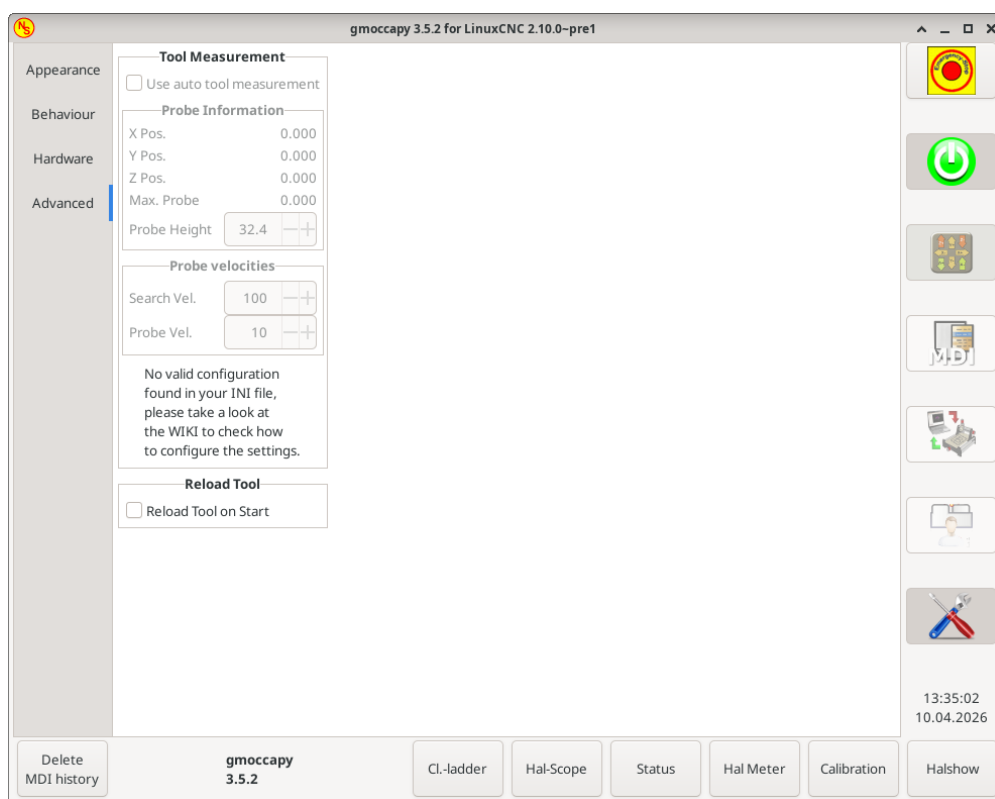 NS
gmoccapy 3.5.2 for LinuxCNC 2.10.0~pre1
Appearance
Behaviour
Hardware
Advanced
Tool Measurement
Use auto tool measurement
Probe Information
X Pos. 0.000
Y Pos. 0.000
Z Pos. 0.000
Max. Probe 0.000
Probe Height 32.4
Probe velocities
Search Vel. 100
Probe Vel. 10
No valid configuration
found in your INI file,
please take a look at
the WIKI to check how
to configure the settings.
Reload Tool
Reload Tool on Start
MDI
13:35:02
10.04.2026
Delete
MDI history
gmoccapy
3.5.2
Cl.-ladder
Hal-Scope
Status
Hal Meter
Calibration
Halshow